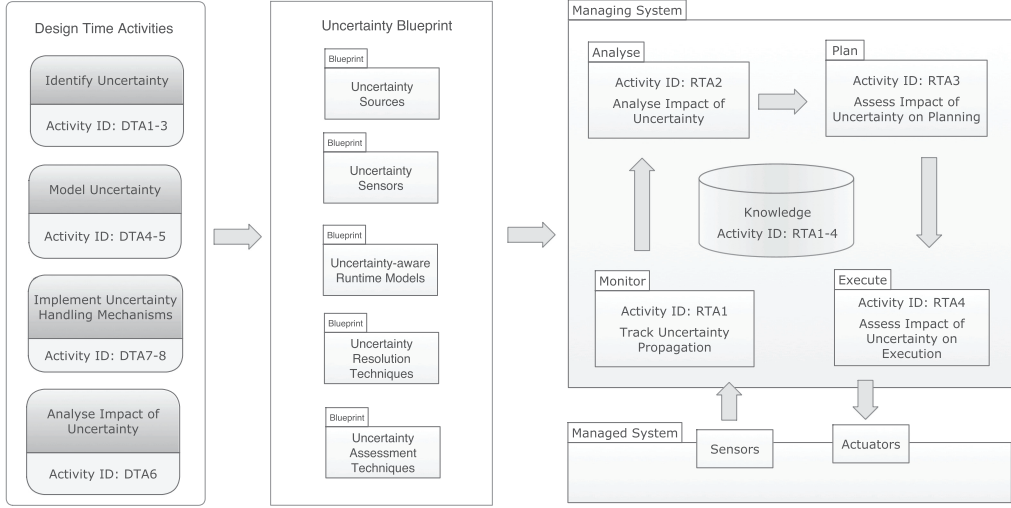 Design Time Activities
Identify Uncertainty
Activity ID: DTA1-3
Model Uncertainty
Activity ID: DTA4-5
Implement Uncertainty
Handling Mechanisms
Activity ID: DTA7-8
Analyse Impact of
Uncertainty
Activity ID: DTA6
Uncertainty Blueprint
Blueprint
Uncertainty
Sources
Blueprint
Uncertainty
Sensors
Blueprint
Uncertainty-aware
Runtime Models
Blueprint
Uncertainty
Resolution
Techniques
Blueprint
Uncertainty
Assessment
Techniques
Managing System
Analyse
Activity ID: RTA2
Analyse Impact of
Uncertainty
Plan
Activity ID: RTA3
Assess Impact of
Uncertainty on Planning
Knowledge
Activity ID: RTA1-4
Monitor
Activity ID: RTA1
Track Uncertainty
Propagation
Execute
Activity ID: RTA4
Assess Impact of
Uncertainty on
Execution
Managed System
Sensors
Actuators